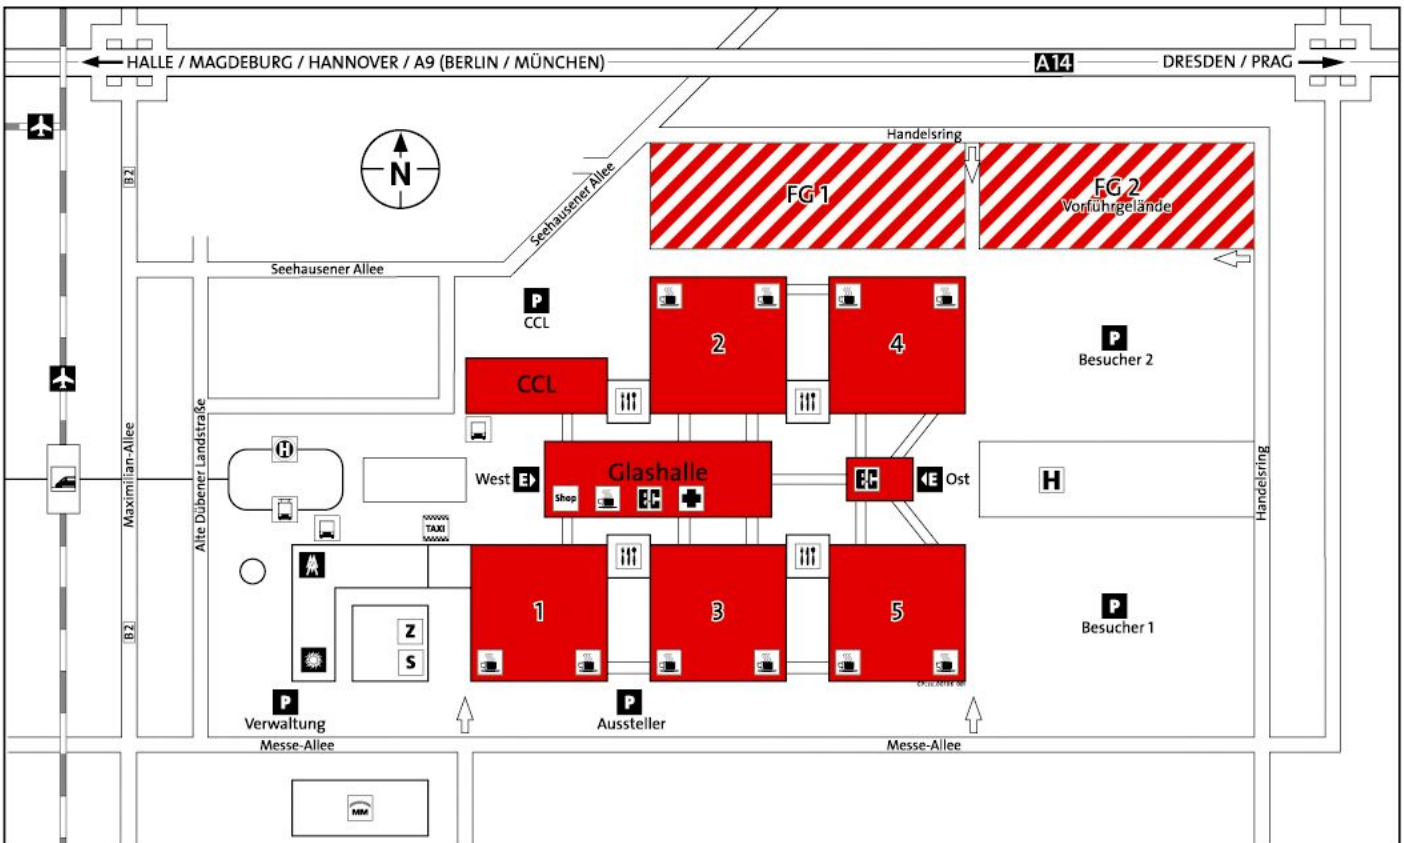 HALLE / MAGDEBURG / HANNOVER / A9 (BERLIN / MÜNCHEN)
A14
DRESDEN / PRAG
Handelsring
N
B2
FG 1
FG 2
Vorführgelände
Seehausener Allee
Seehausener Allee
P
CCL
2
4
P
Besucher 2
CCL
Maximilian-Allee
Alte Dübener Landstraße
H
West
E
Glashalle
Shop
EC
EC
E
Ost
H
Handelsring
TAXI
1
3
5
P
Besucher 1
B2
Z
S
P
Verwaltung
P
Aussteller
Messe-Allee
Messe-Allee
MM